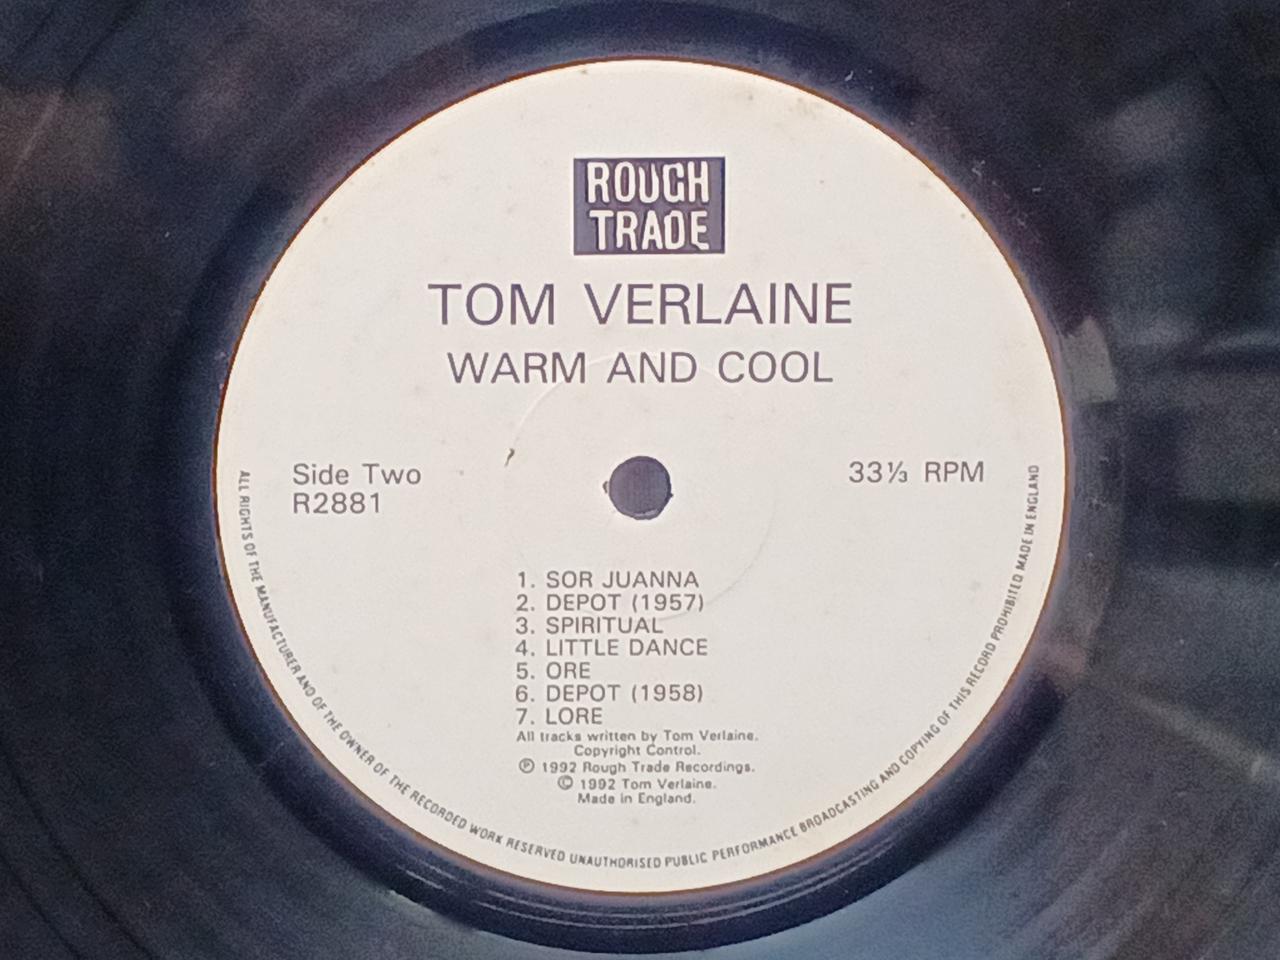 ROUGH
TRADE
TOM VERLAINE
WARM AND COOL
Side Two
R2881
33⅓ RPM
1. SOR JUANNA
2. DEPOT (1957)
3. SPIRITUAL
4. LITTLE DANCE
5. ORE
6. DEPOT (1958)
7. LORE
All tracks written by Tom Verlaine.
Copyright Control.
℗ 1992 Rough Trade Recordings.
© 1992 Tom Verlaine.
Made in England.
ALL RIGHTS OF THE MANUFACTURER AND OF THE OWNER OF THE RECORDED WORK RESERVED UNAUTHORISED PUBLIC PERFORMANCE BROADCASTING AND COPYING OF THIS RECORD PROHIBITED MADE IN ENGLAND